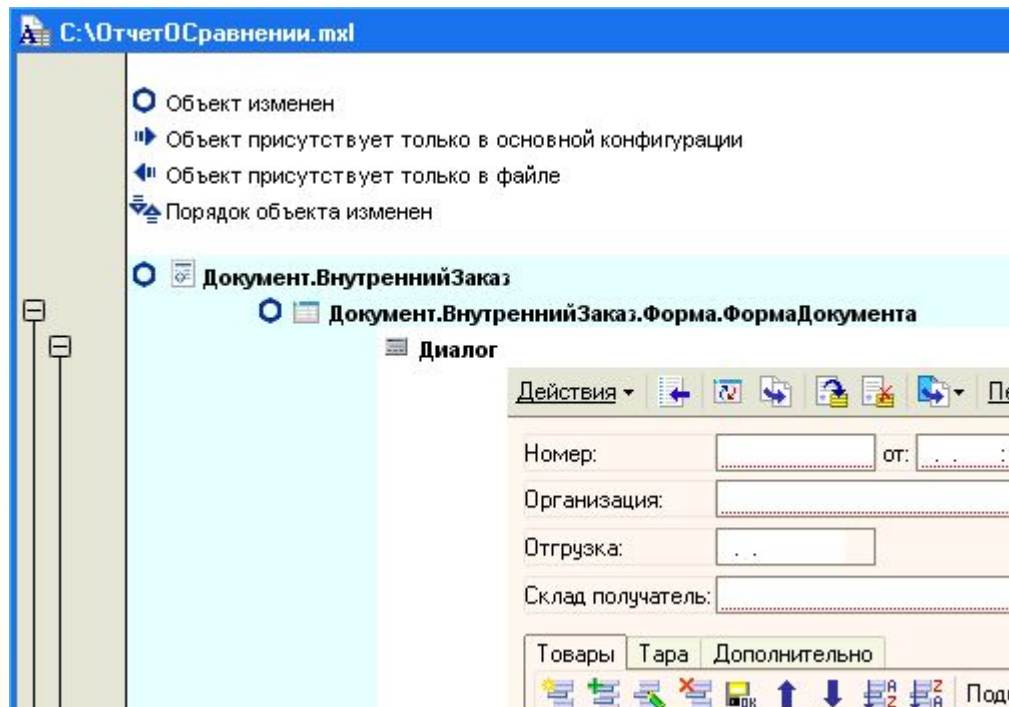 C:\ОтчетОСравнении.mxl
Объект изменен
Объект присутствует только в основной конфигурации
Объект присутствует только в файле
Порядок объекта изменен
Документ.ВнутреннийЗаказ
Документ.ВнутреннийЗаказ.Форма.ФормаДокумента
Диалог
Действия
Номер: от: . . :
Организация:
Отгрузка: . .
Склад получатель:
Товары Тара Дополнительно